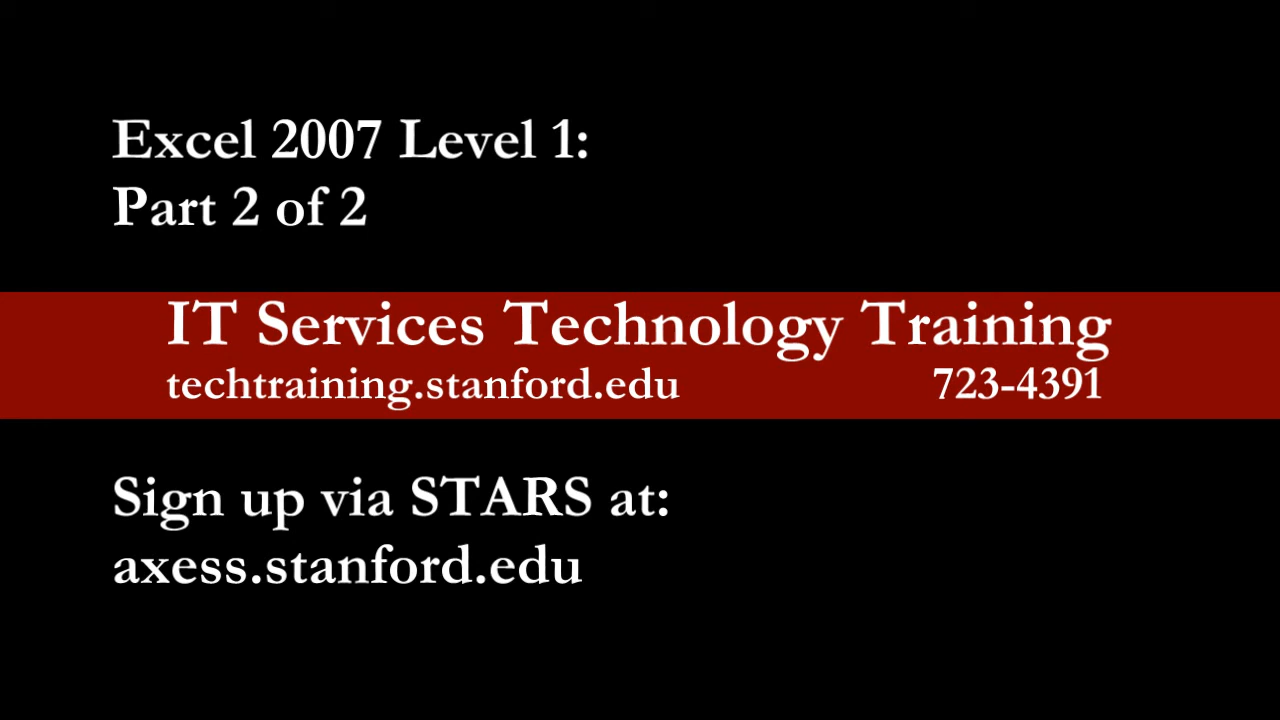 Excel 2007 Level 1:
Part 2 of 2
IT Services Technology Training
techtraining.stanford.edu 723-4391
Sign up via STARS at:
axess.stanford.edu